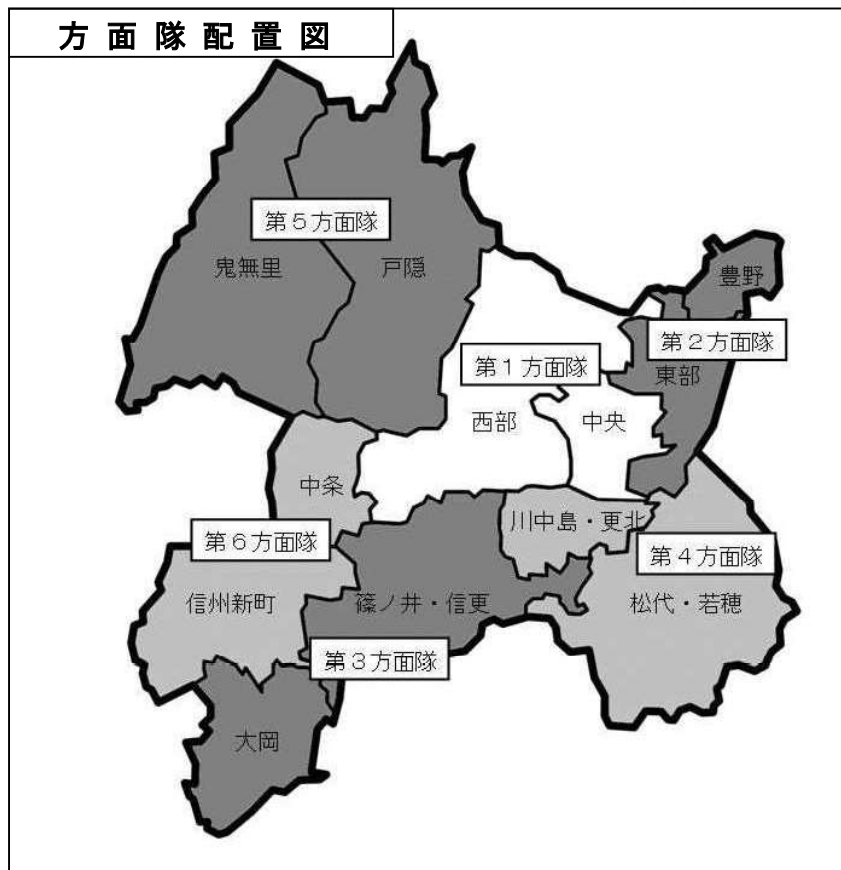 方面隊配置図
第５方面隊
鬼無里
戸隠
豊野
第２方面隊
東部
第１方面隊
西部
中央
中条
川中島・更北
第６方面隊
第４方面隊
信州新町
篠ノ井・信更
松代・若穂
第３方面隊
大岡